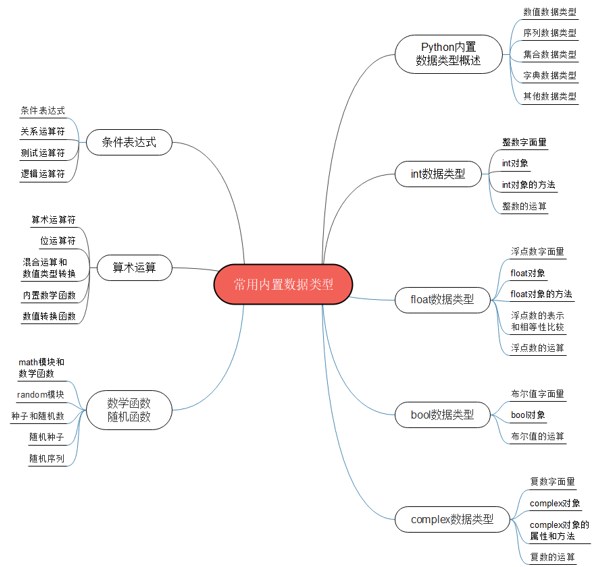 常用内置数据类型
Python内置
数据类型概述
数值数据类型
序列数据类型
集合数据类型
字典数据类型
其他数据类型
int数据类型
整数字面量
int对象
int对象的方法
整数的运算
float数据类型
浮点数字面量
float对象
float对象的方法
浮点数的表示
和相等性比较
浮点数的运算
bool数据类型
布尔值字面量
bool对象
布尔值的运算
complex数据类型
复数字面量
complex对象
complex对象的
属性和方法
复数的运算
条件表达式
条件表达式
关系运算符
测试运算符
逻辑运算符
算术运算
算术运算符
位运算符
混合运算和
数值类型转换
内置数学函数
数值转换函数
数学函数
随机函数
math模块和
数学函数
random模块
种子和随机数
随机种子
随机序列